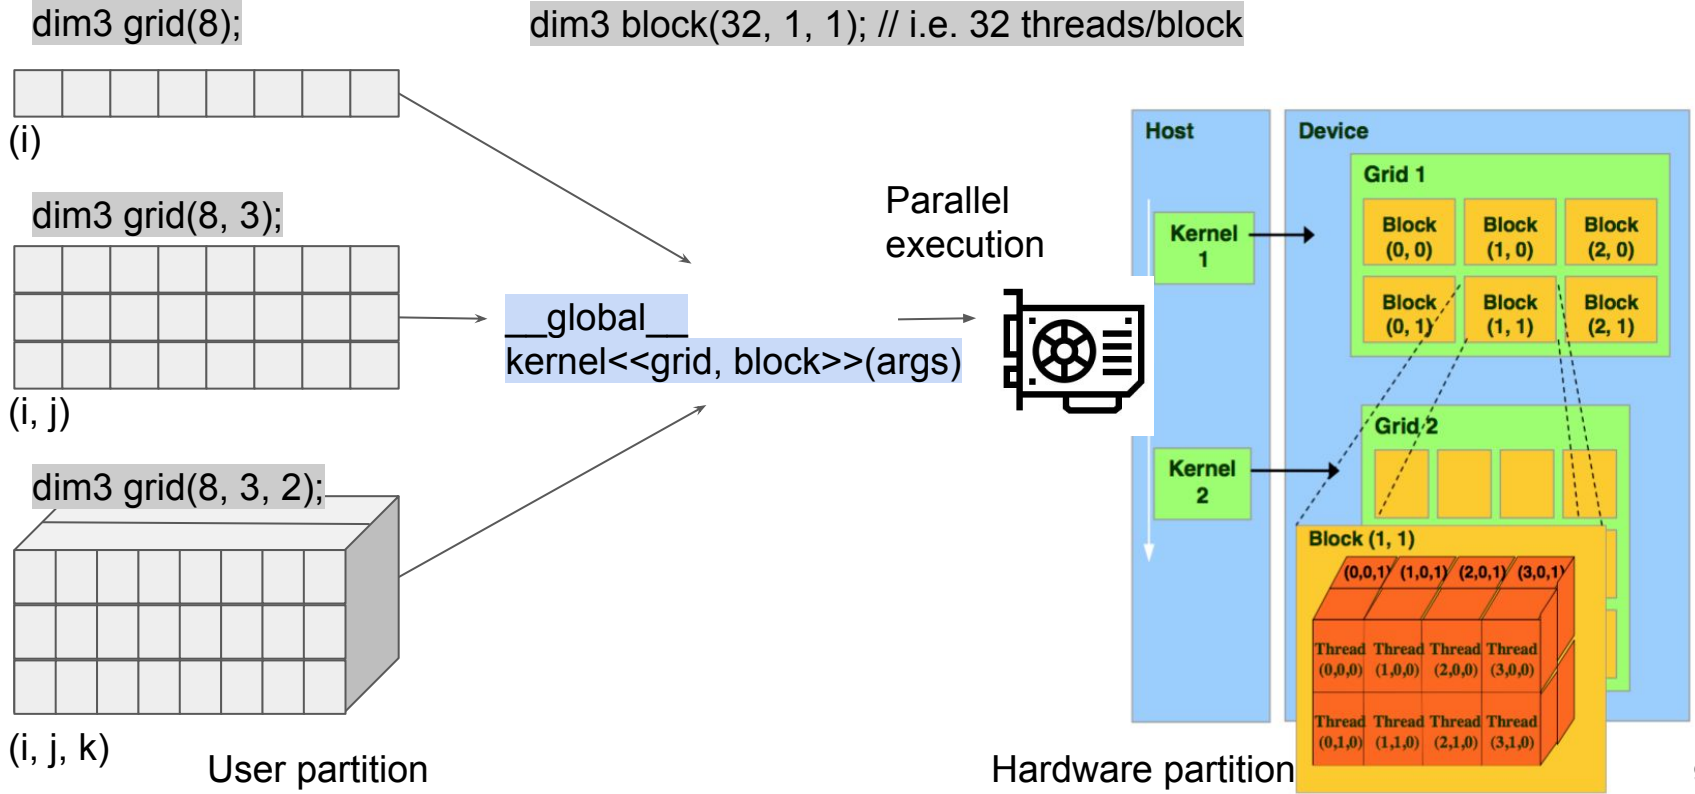 dim3 grid(8);
dim3 block(32, 1, 1); // i.e. 32 threads/block
(i)
dim3 grid(8, 3);
(i, j)
dim3 grid(8, 3, 2);
(i, j, k)
User partition
__global__
kernel<<grid, block>>(args)
Parallel
execution
Host
Kernel
1
Kernel
2
Device
Grid 1
Block
(0, 0)
Block
(1, 0)
Block
(2, 0)
Block
(0, 1)
Block
(1, 1)
Block
(2, 1)
Grid 2
Block (1, 1)
(0,0,1) (1,0,1) (2,0,1) (3,0,1)
Thread Thread Thread Thread
(0,0,0) (1,0,0) (2,0,0) (3,0,0)
Thread Thread Thread Thread
(0,1,0) (1,1,0) (2,1,0) (3,1,0)
Hardware partition